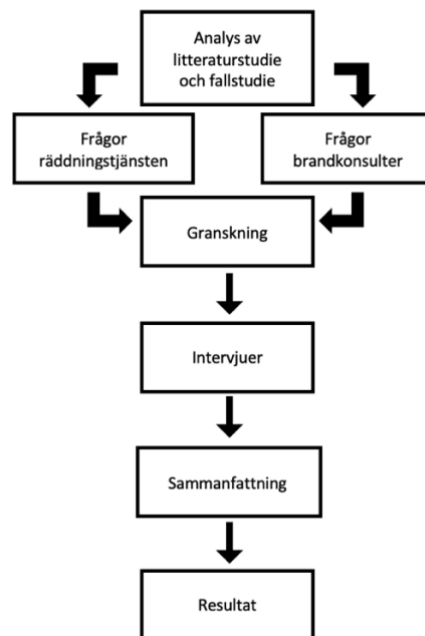 Analys av
litteraturstudie
och fallstudie
Frågor
räddningstjänsten
Frågor
brandkonsulter
Granskning
Intervjuer
Sammanfattning
Resultat